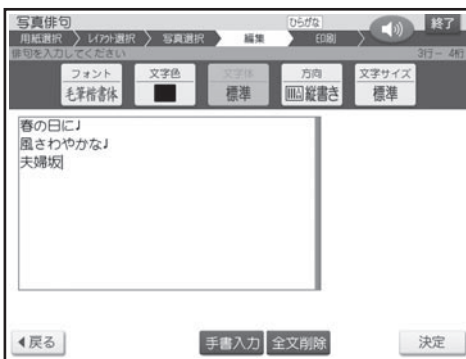 写真俳句 ひらがな 終了
用紙選択 レイアウト選択 写真選択 編集 印刷
俳句を入力してください 3行- 4桁
フォント 文字色 文字体 方向 文字サイズ
毛筆楷書体 標準 縦書き 標準
春の日に
風さわやかな
夫婦坂
戻る 手書入力 全文削除 決定